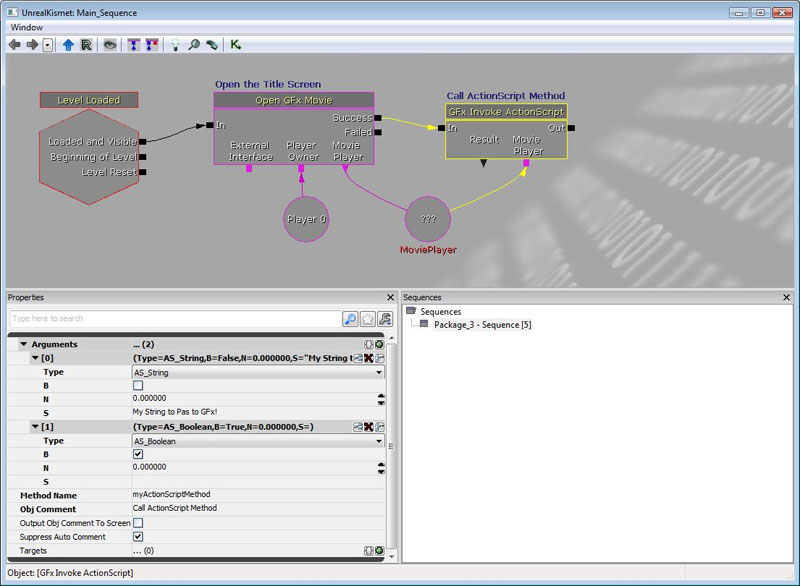 UnrealKismet: Main_Sequence
Window
Open the Title Screen
Call ActionScript Method
Level Loaded
Open GFx Movie
GFx Invoke ActionScript
Success
In
Failed
In
Out
Loaded and Visible
Beginning of Level
Level Reset
External Interface
Player Owner
Movie Player
Result
Movie Player
Player 0
???
MoviePlayer
Properties
Sequences
Type here to search
Sequences
Package_3 - Sequence [5]
Arguments ... (2)
[0] (Type=AS_String,B=False,N=0.000000,S="My String t
Type AS_String
B
N 0.000000
S My String to Pas to GFx!
[1] (Type=AS_Boolean,B=True,N=0.000000,S=)
Type AS_Boolean
B
N 0.000000
S
Method Name myActionScriptMethod
Obj Comment Call ActionScript Method
Output Obj Comment To Screen
Suppress Auto Comment
Targets ... (0)
Object: [GFx Invoke ActionScript]